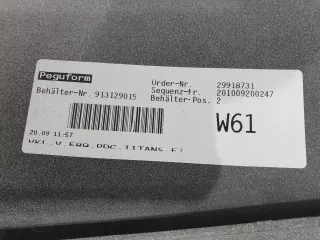 Peguform
Order-Nr. 29918731
Sequenz-Nr. 201009200247
Behälter-Nr. 913129015 Behälter-Pos. 2
W61
20.09 11:57